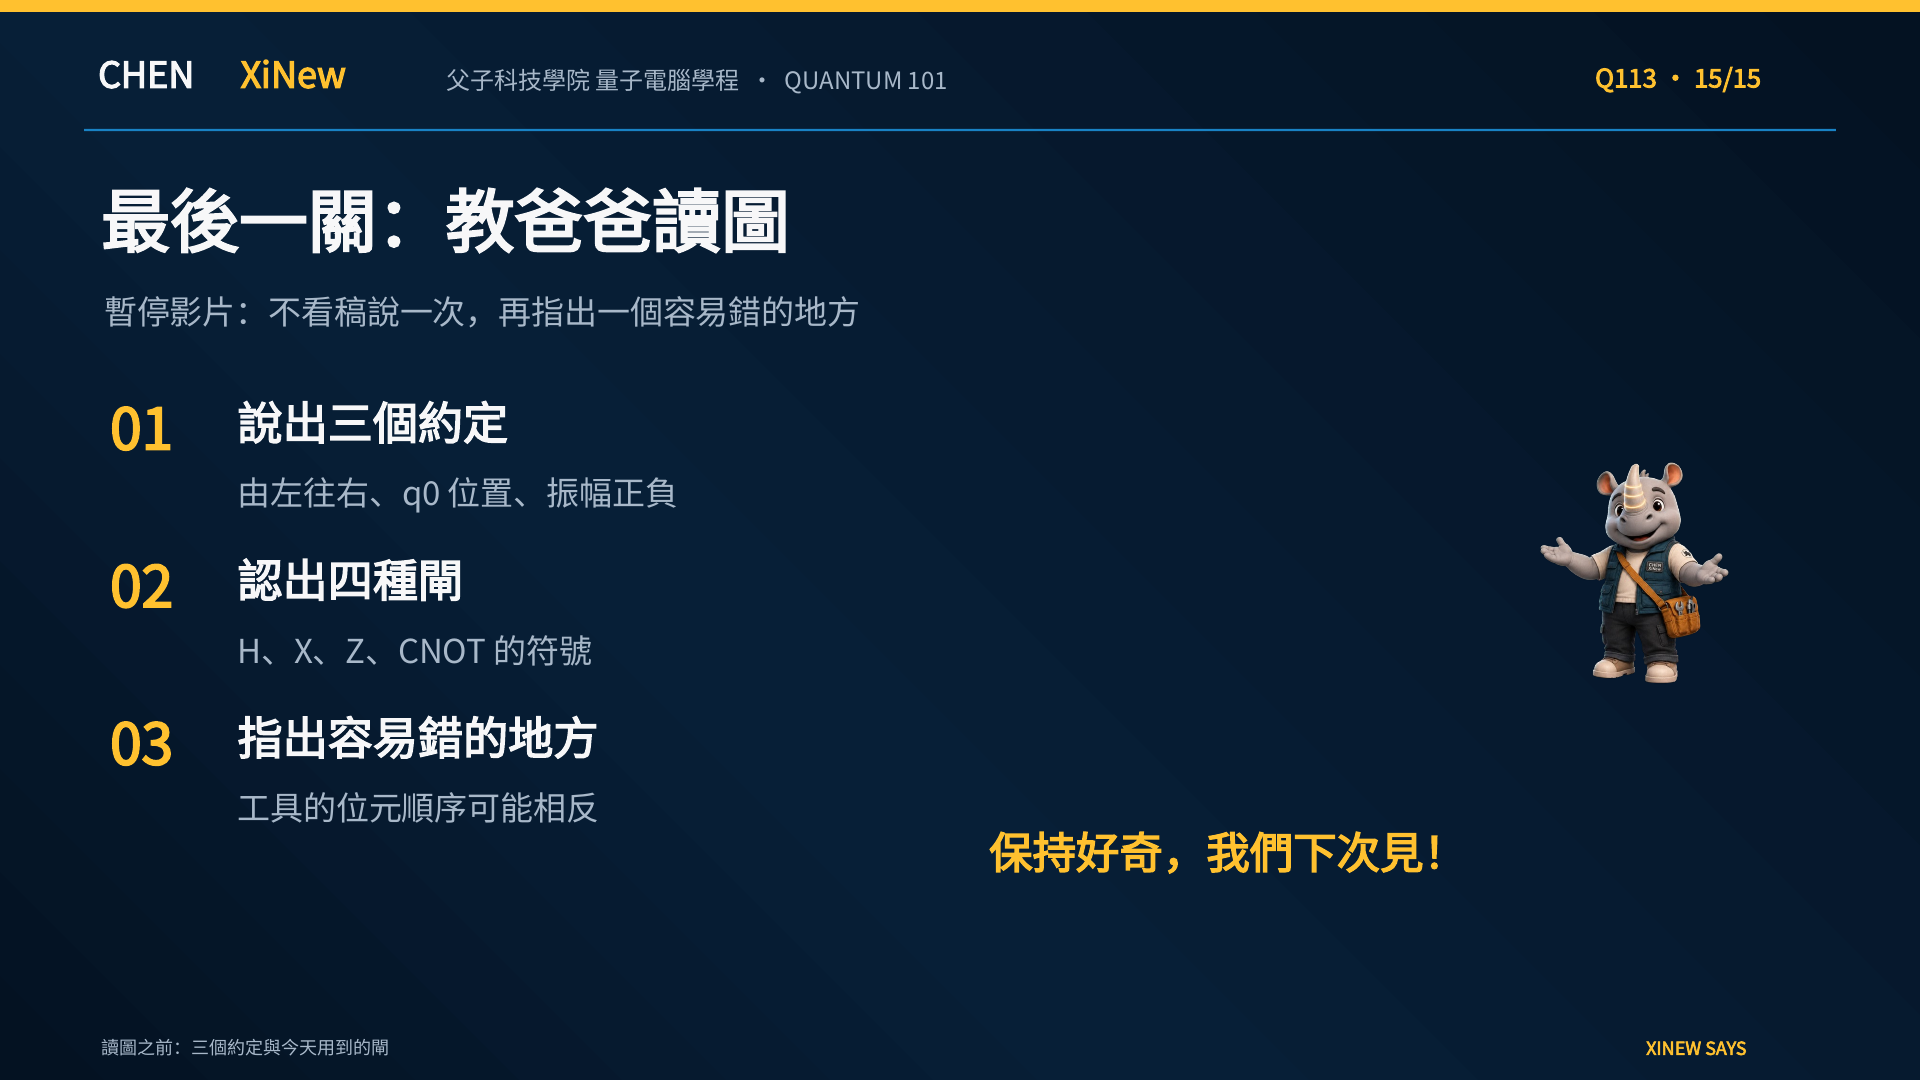 CHEN XiNew 父子科技學院 量子電腦學程 • QUANTUM 101 Q113 • 15/15
最後一關：教爸爸讀圖
暫停影片：不看稿說一次，再指出一個容易錯的地方
01 說出三個約定
由左往右、q0 位置、振幅正負
02 認出四種閘
H、X、Z、CNOT 的符號
03 指出容易錯的地方
工具的位元順序可能相反
保持好奇，我們下次見！
讀圖之前：三個約定與今天用到的閘
XINEW SAYS